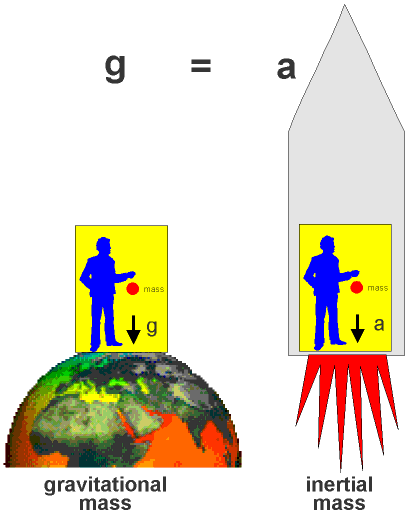 g = a
mass
g
mass
a
gravitational
mass
inertial
mass